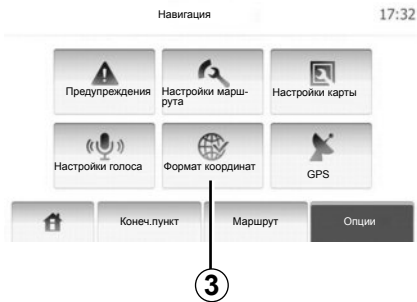 Навигация 17:32
Предупреждения Настройки марш-
рута Настройки карты
Настройки голоса Формат координат GPS
Конеч.пункт Маршрут Опции
3